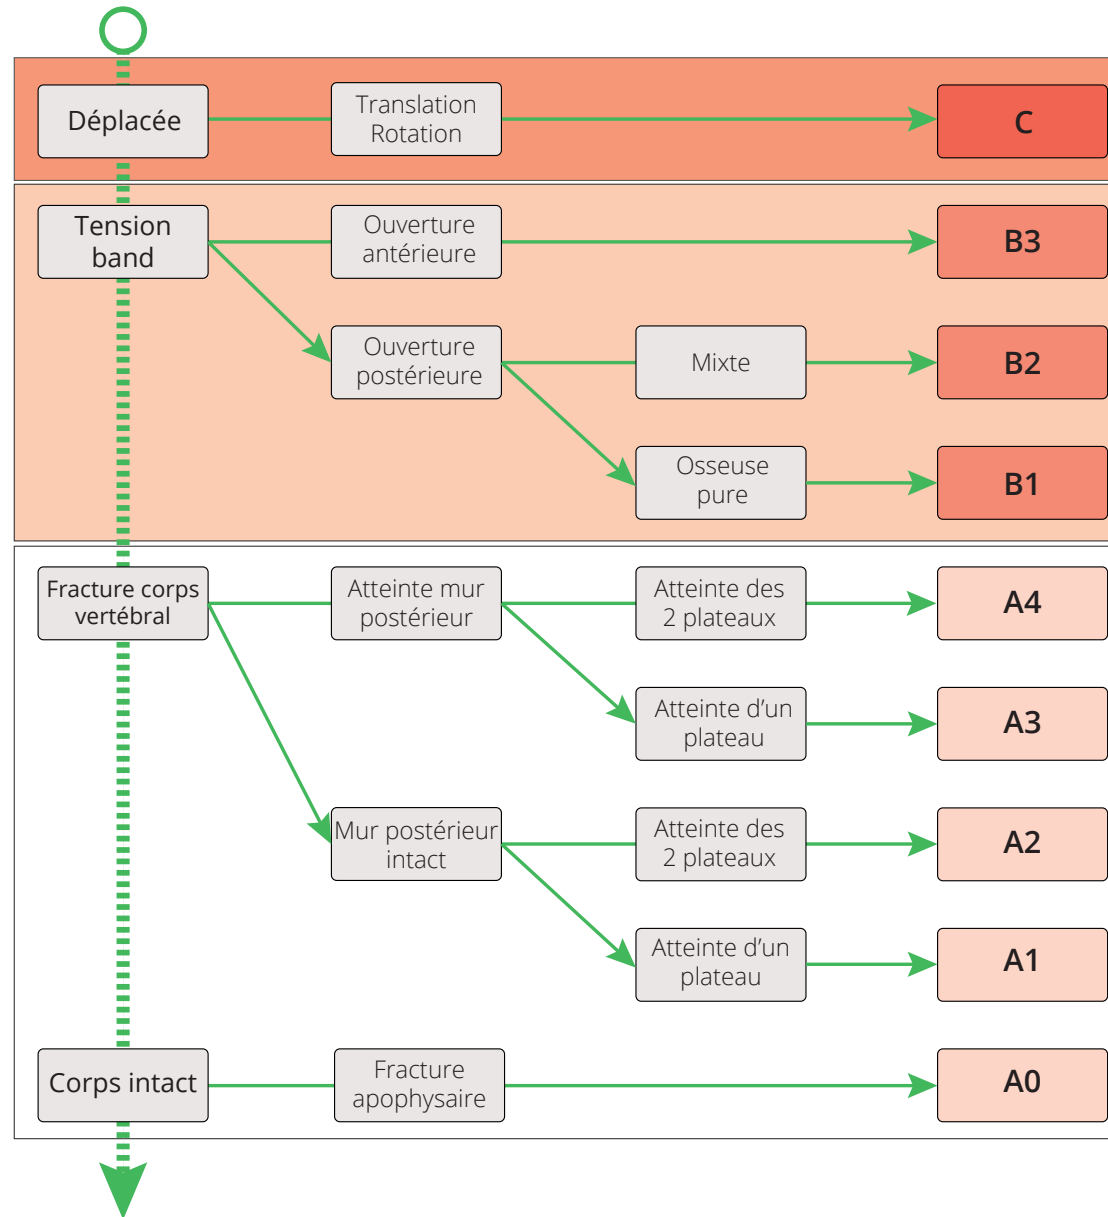 Déplacée
Translation
Rotation
C
Tension
band
Ouverture
antérieure
B3
Ouverture
postérieure
Mixte
B2
Osseuse
pure
B1
Fracture corps
vertébral
Atteinte mur
postérieur
Atteinte des
2 plateaux
A4
Atteinte d’un
plateau
A3
Mur postérieur
intact
Atteinte des
2 plateaux
A2
Atteinte d’un
plateau
A1
Corps intact
Fracture
apophysaire
A0